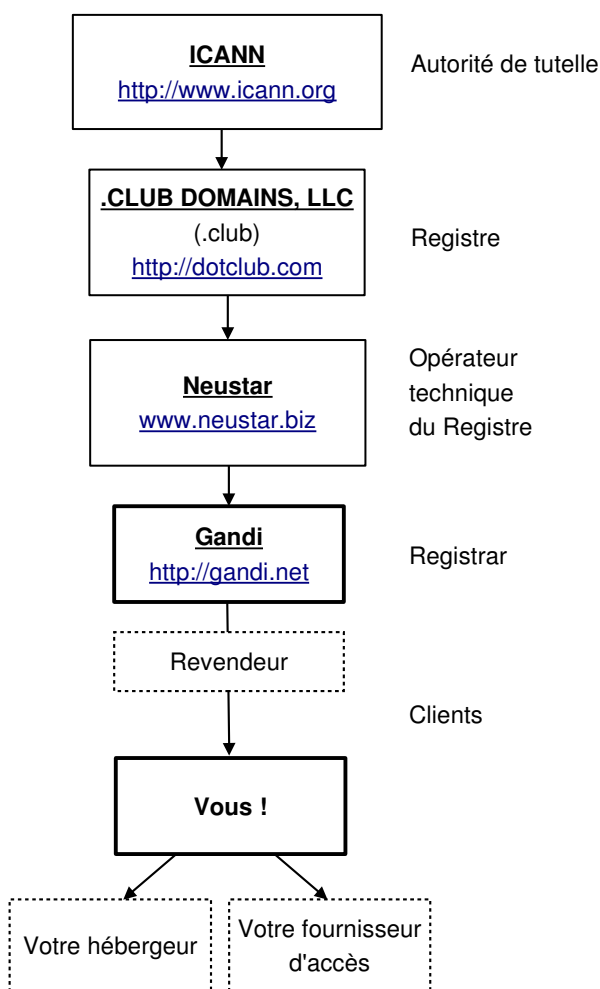 ICANN
http://www.icann.org
Autorité de tutelle
.CLUB DOMAINS, LLC
(.club)
http://dotclub.com
Registre
Neustar
www.neustar.biz
Opérateur
technique
du Registre
Gandi
http://gandi.net
Registrar
Revendeur
Clients
Vous !
Votre hébergeur
Votre fournisseur
d'accès